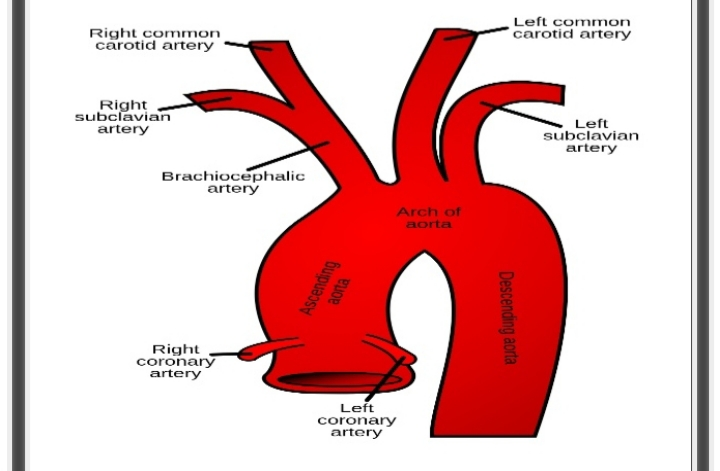 Right common
carotid artery
Left common
carotid artery
Right
subclavian
artery
Left
subclavian
artery
Brachiocephalic
artery
Arch of
aorta
Ascending
aorta
Descending aorta
Right
coronary
artery
Left
coronary
artery